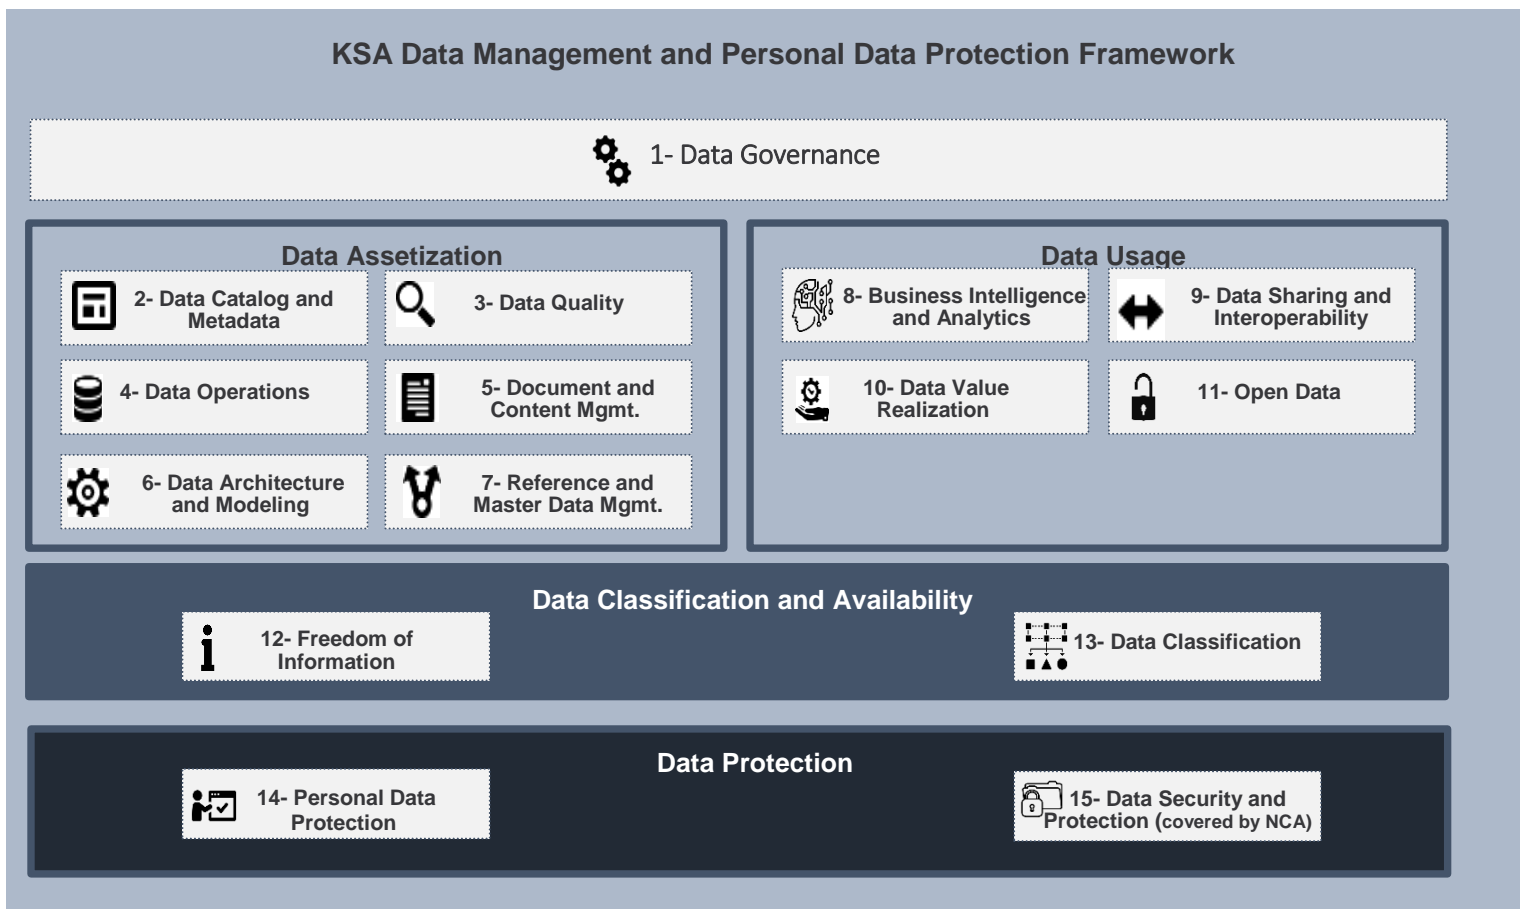 KSA Data Management and Personal Data Protection Framework
1- Data Governance
Data Assetization
2- Data Catalog and
Metadata
3- Data Quality
4- Data Operations
5- Document and
Content Mgmt.
6- Data Architecture
and Modeling
7- Reference and
Master Data Mgmt.
Data Usage
8- Business Intelligence
and Analytics
9- Data Sharing and
Interoperability
10- Data Value
Realization
11- Open Data
Data Classification and Availability
12- Freedom of
Information
13- Data Classification
Data Protection
14- Personal Data
Protection
15- Data Security and
Protection (covered by NCA)